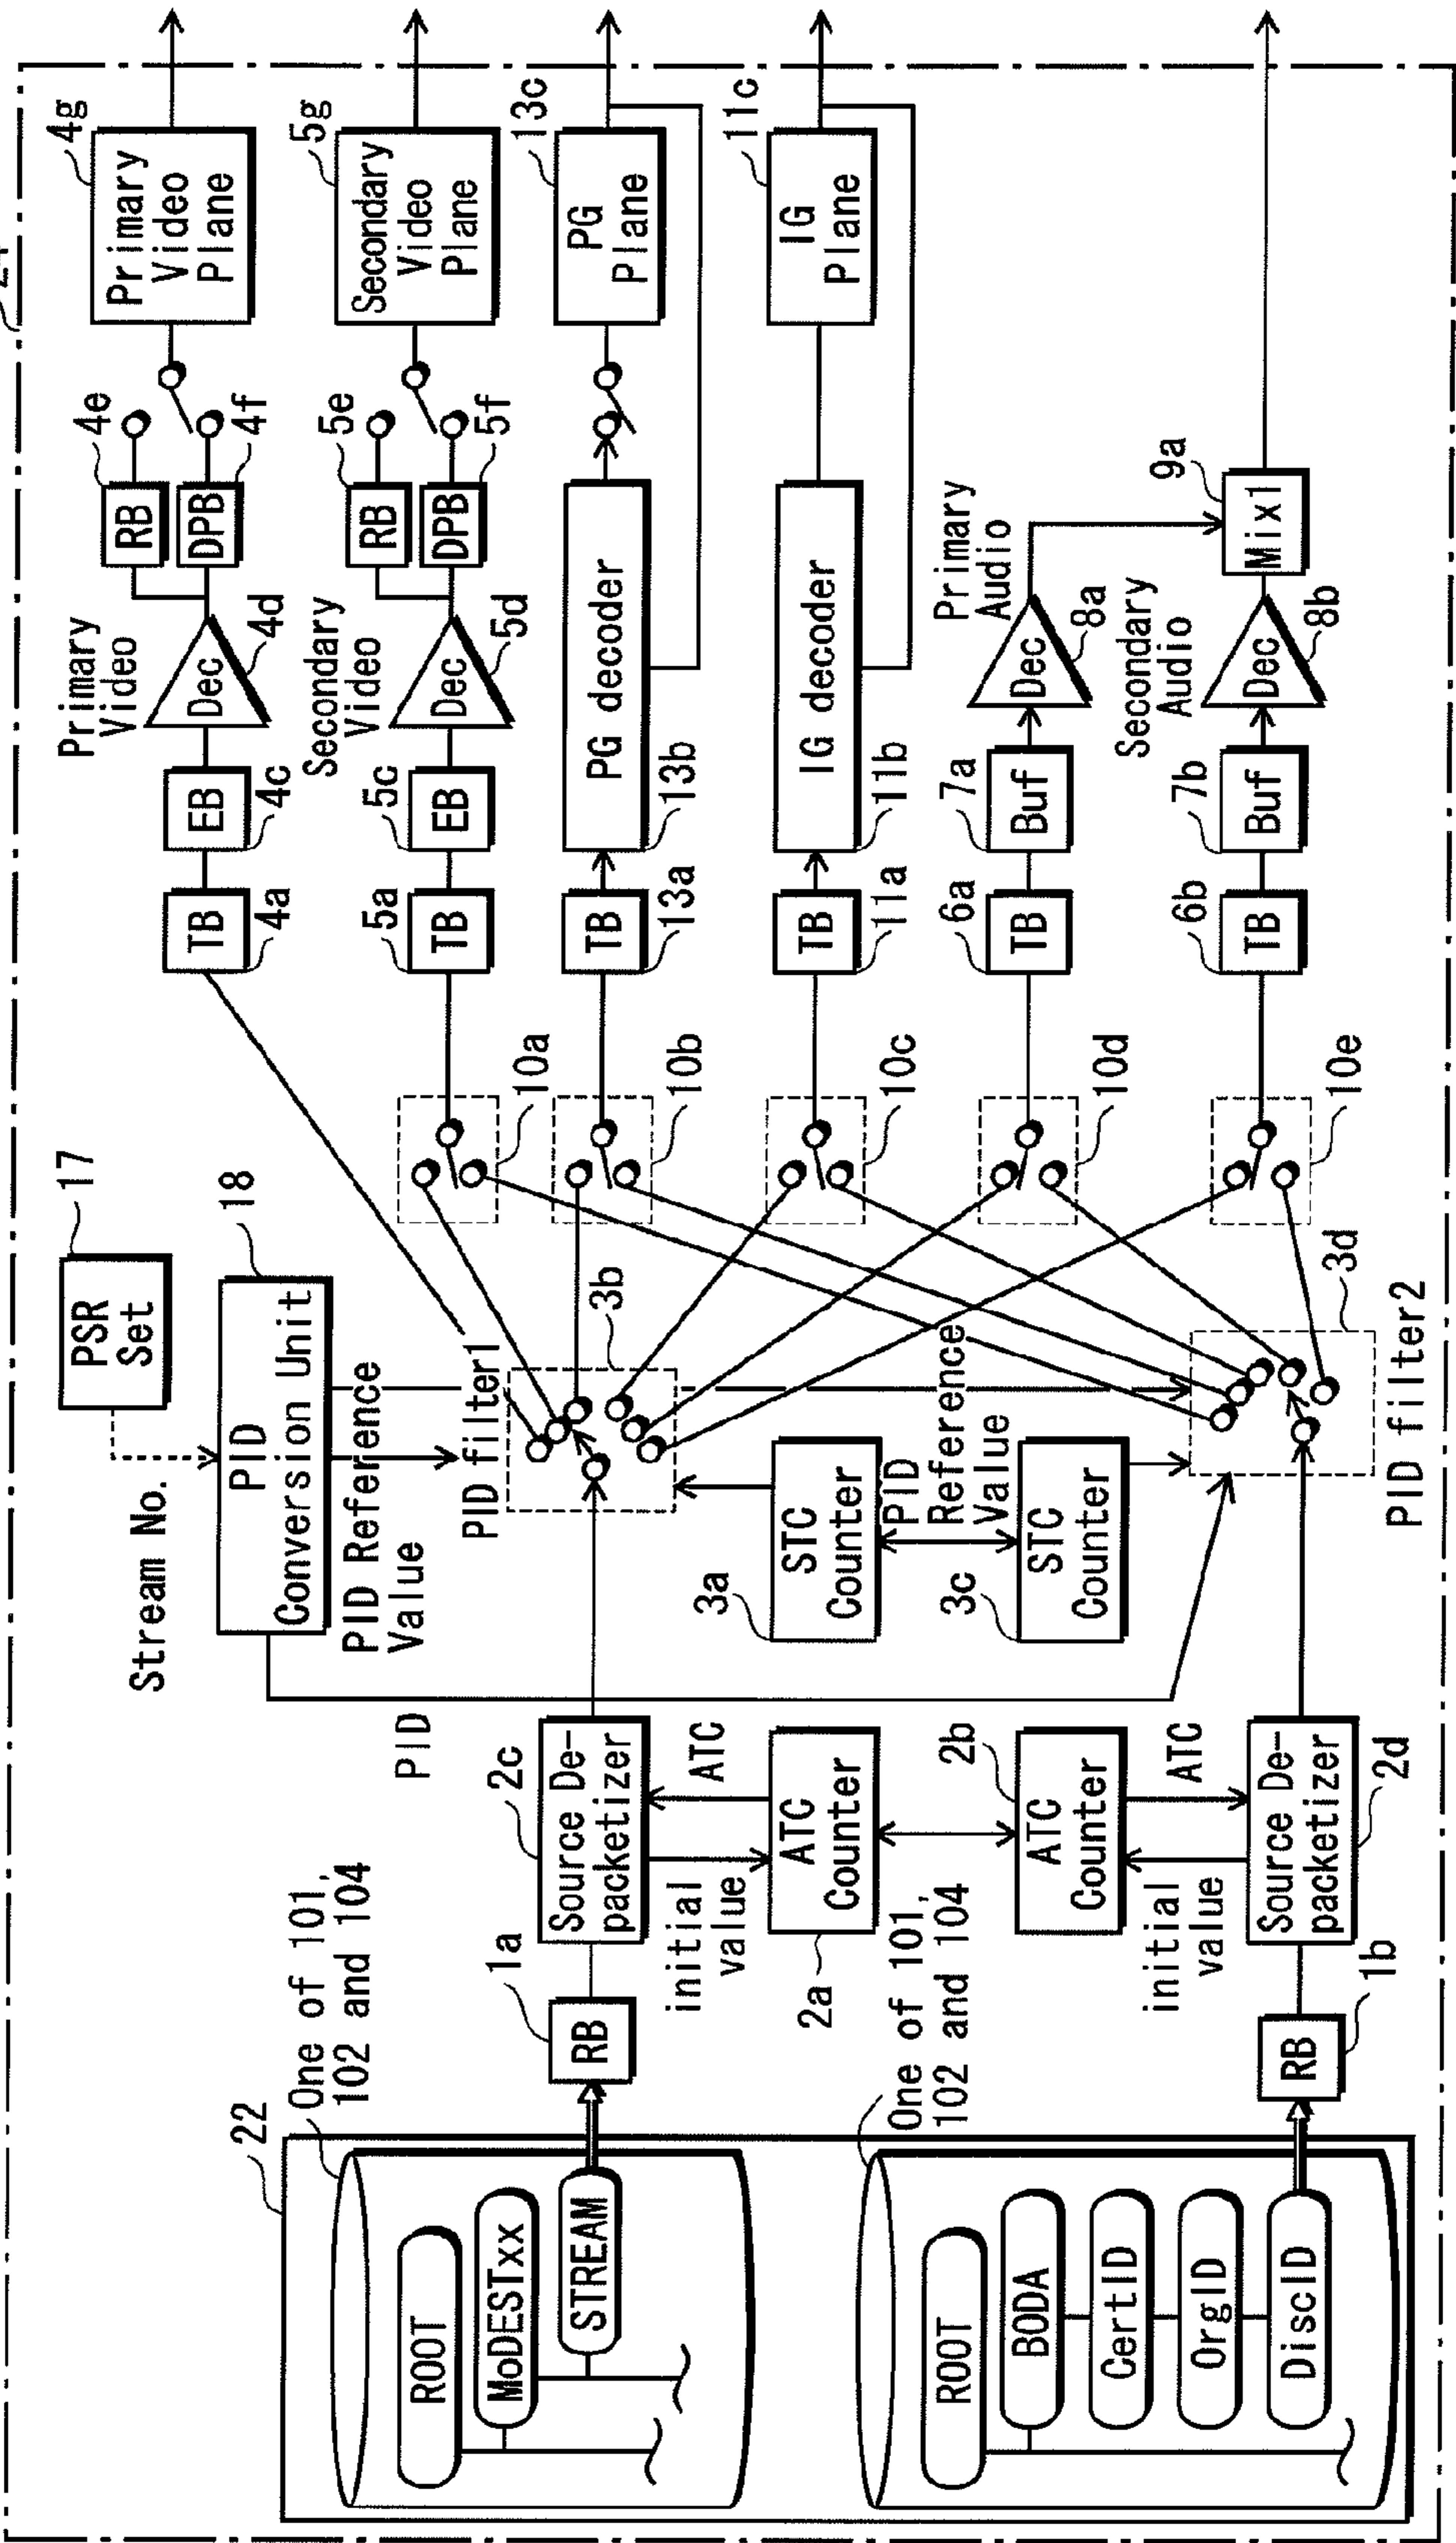 22
One of 101,
102 and 104
ROOT
MoDESTxx
STREAM
One of 101,
102 and 104
ROOT
BODA
CertID
OrgID
DiscID
1a
RB
1b
RB
2c
Source De-
packetizer
ATC
initial
value
ATC
Counter
2a
2b
ATC
Counter
ATC
initial
value
Source De-
packetizer
2d
PID
17
PSR
Set
Stream No.
18
PID
Conversion Unit
PID Reference
Value
PID filter1
3b
3a
STC
Counter
PID
Reference
Value
3c
STC
Counter
3d
PID filter2
10a
10b
10c
10d
10e
Primary
Video
TB
4a
EB
4c
Dec
4d
4e
RB
DPB
4f
4g
Primary
Video
Plane
Secondary
Video
5a
TB
5c
EB
Dec
5d
5e
RB
DPB
5f
5g
Secondary
Video
Plane
TB
13a
PG decoder
13b
13c
PG
Plane
TB
11a
IG decoder
11b
11c
IG
Plane
6a
TB
7a
Buf
Primary
Audio
Dec
8a
6b
TB
7b
Buf
Secondary
Audio
Dec
8b
9a
Mix1